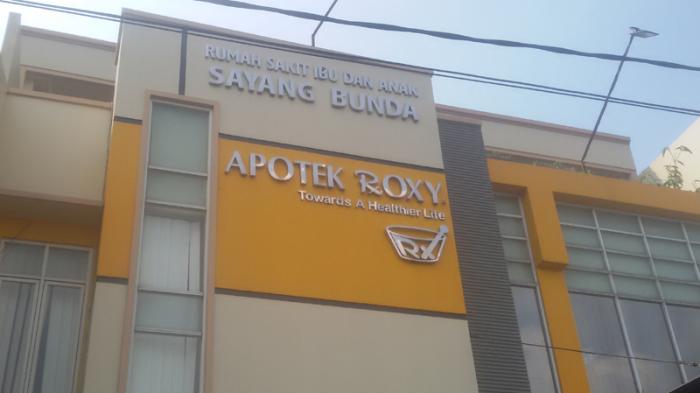 RUMAH SAKIT IBU DAN ANAK
SAYANG BUNDA
APOTEK ROXY
Towards A Healthier Life
Rx